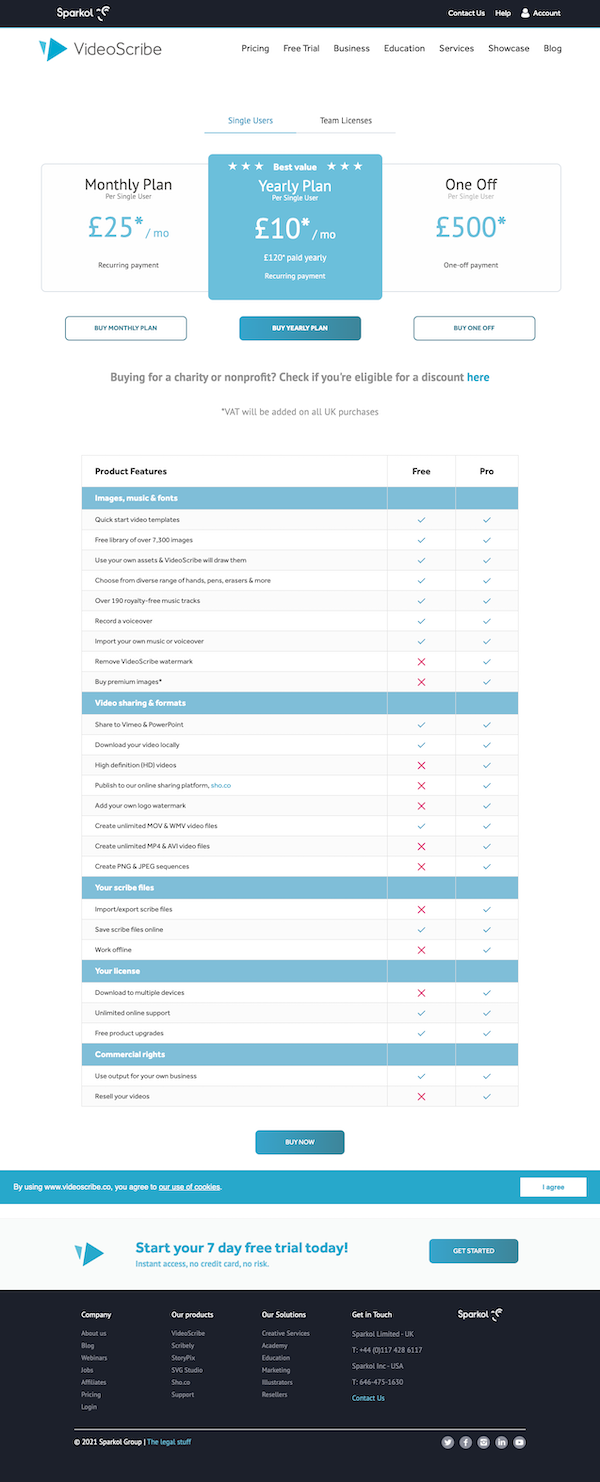 Sparkol
Contact Us Help Account
VideoScribe
Pricing Free Trial Business Education Services Showcase Blog
Single Users Team Licenses
Monthly Plan
Per Single User
£25* / mo
Recurring payment
Best value
Yearly Plan
Per Single User
£10* / mo
£120* paid yearly
Recurring payment
One Off
Per Single User
£500*
One-off payment
BUY MONTHLY PLAN BUY YEARLY PLAN BUY ONE OFF
Buying for a charity or nonprofit? Check if you're eligible for a discount here
*VAT will be added on all UK purchases
Product Features Free Pro
Images, music & fonts
Quick start video templates
Free library of over 7,300 images
Use your own assets & VideoScribe will draw them
Choose from diverse range of hands, pens, erasers & more
Over 190 royalty-free music tracks
Record a voiceover
Import your own music or voiceover
Remove VideoScribe watermark
Buy premium images*
Video sharing & formats
Share to Vimeo & PowerPoint
Download your video locally
High definition (HD) videos
Publish to our online sharing platform, sho.co
Add your own logo watermark
Create unlimited MOV & WMV video files
Create unlimited MP4 & AVI video files
Create PNG & JPEG sequences
Your scribe files
Import/export scribe files
Save scribe files online
Work offline
Your license
Download to multiple devices
Unlimited online support
Free product upgrades
Commercial rights
Use output for your own business
Resell your videos
BUY NOW
By using www.videoscribe.co, you agree to our use of cookies. I agree
Start your 7 day free trial today!
Instant access, no credit card, no risk.
GET STARTED
Company
About us
Blog
Webinars
Jobs
Affiliates
Pricing
Login
Our products
VideoScribe
Scribely
StoryPix
SVG Studio
Sho.co
Support
Our Solutions
Creative Services
Academy
Education
Marketing
Illustrators
Resellers
Get in Touch
Sparkol Limited - UK
T: +44 (0)117 428 6117
Sparkol Inc - USA
T: 646-475-1630
Contact Us
Sparkol
© 2021 Sparkol Group | The legal stuff